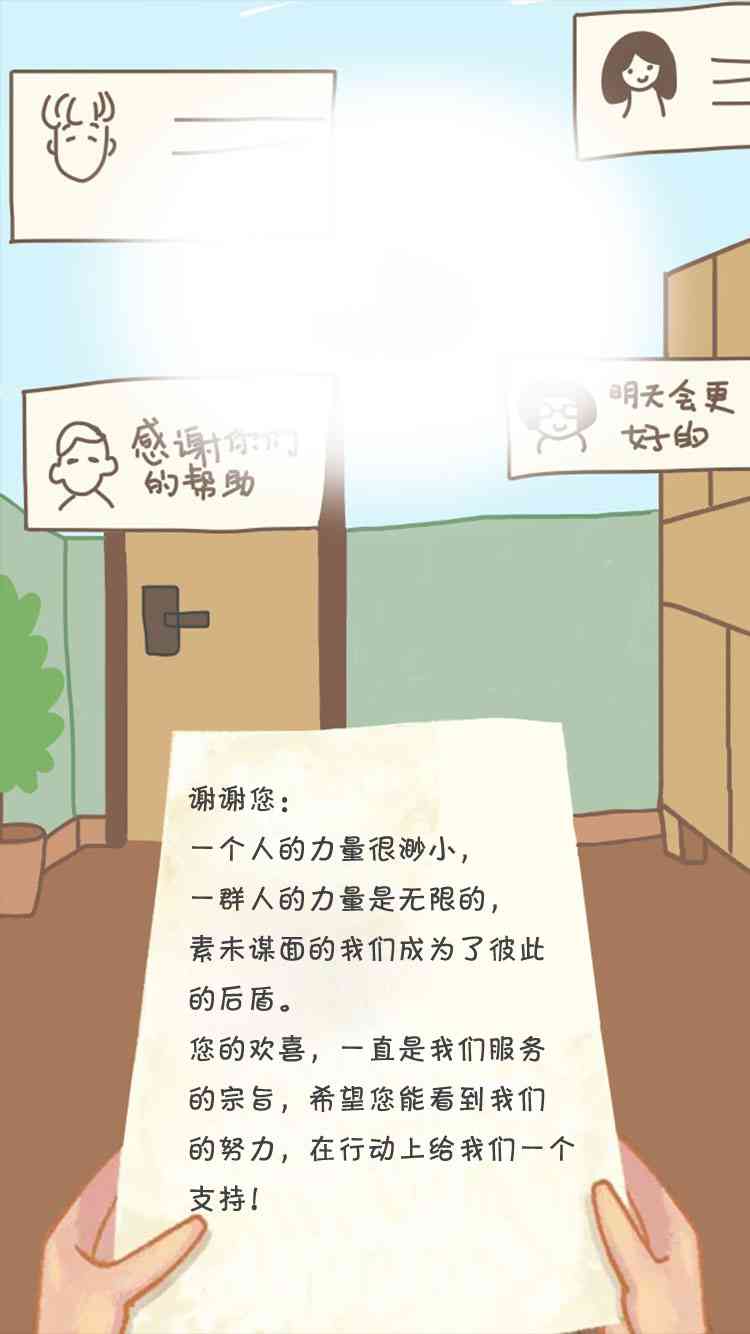 感谢你们
的帮助
明天会更
好的
谢谢您：
一个人的力量很渺小，
一群人的力量是无限的，
素未谋面的我们成为了彼此
的后盾。
您的欢喜，一直是我们服务
的宗旨，希望您能看到我们
的努力，在行动上给我们一个
支持！